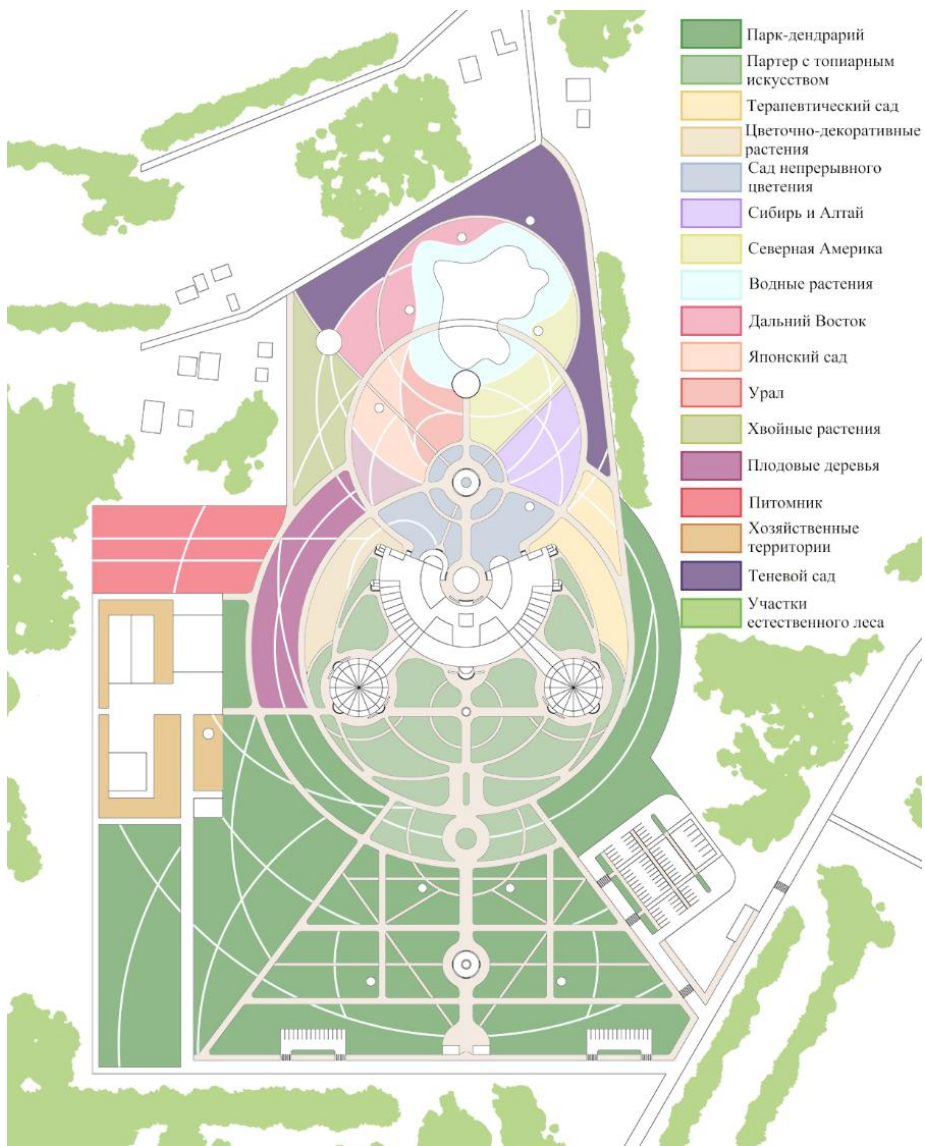 Парк-дендрарий
Партер с топиарным
искусством
Терапевтический сад
Цветочно-декоративные
растения
Сад непрерывного
цветения
Сибирь и Алтай
Северная Америка
Водные растения
Дальний Восток
Японский сад
Урал
Хвойные растения
Плодовые деревья
Питомник
Хозяйственные
территории
Теневой сад
Участки
естественного леса